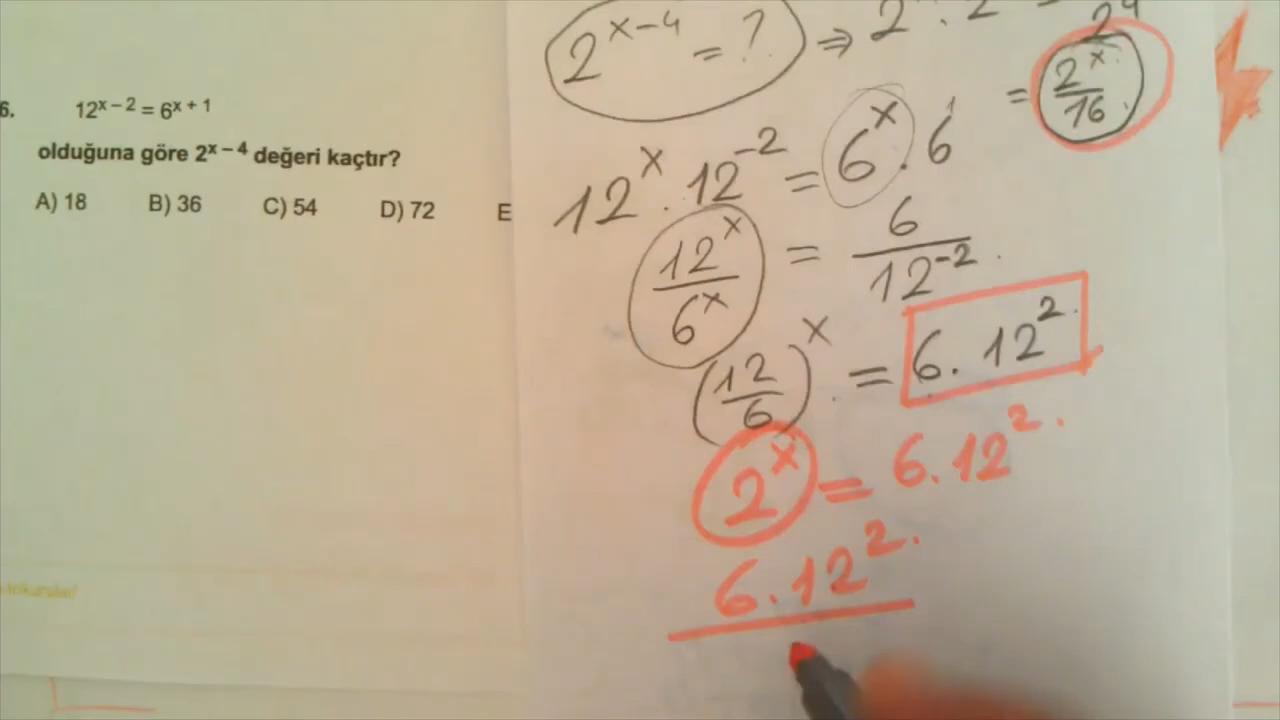 6. 12^{x-2} = 6^{x+1}
olduğuna göre 2^{x-4} değeri kaçtır?
A) 18 B) 36 C) 54 D) 72 E
2^{x-4} = ? ⇒ 2 . 2
2^4
= 2^x/16
12^x . 12^{-2} = 6^x . 6^1
12^x/6^x = 6/12^{-2}
(12/6)^x = 6 . 12^2
2^x = 6 . 12^2
6 . 12^2